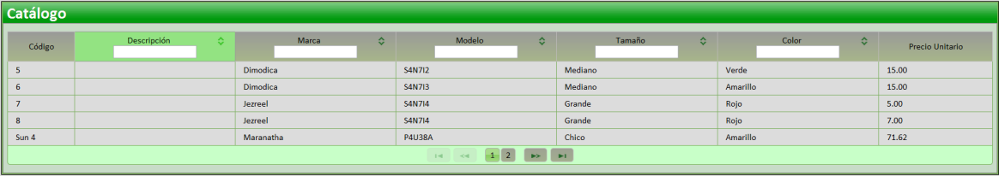 Catálogo
Código Descripción Marca Modelo Tamaño Color Precio Unitario
5 Dimodica S4N7I2 Mediano Verde 15.00
6 Dimodica S4N7I3 Mediano Amarillo 15.00
7 Jezreel S4N7I4 Grande Rojo 5.00
8 Jezreel S4N7I4 Grande Rojo 7.00
Sun 4 Maranatha P4U38A Chico Amarillo 71.62
1 2